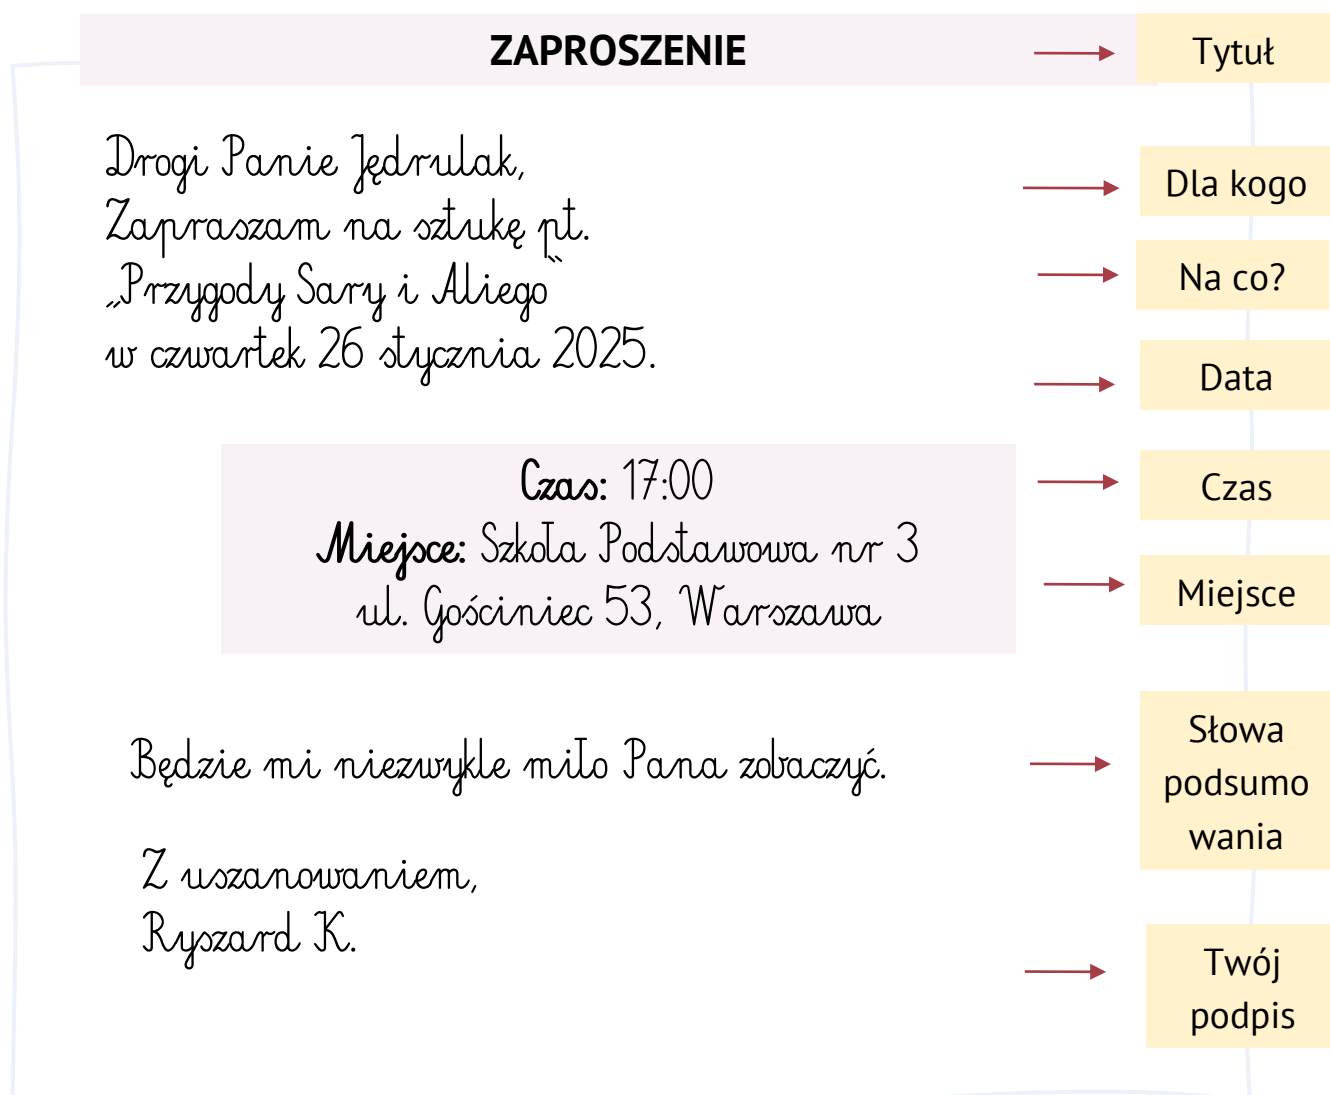 ZAPROSZENIE
Tytuł
Drogi Panie Jędrulak,
Dla kogo
Zapraszam na sztukę pt.
„Przygody Sary i Aliego”
Na co?
w czwartek 26 stycznia 2025.
Data
Czas: 17:00
Czas
Miejsce: Szkoła Podstawowa nr 3
ul. Gościniec 53, Warszawa
Miejsce
Będzie mi niezwykle miło Pana zobaczyć.
Słowa
podsumo
wania
Z uszanowaniem,
Ryszard K.
Twój
podpis